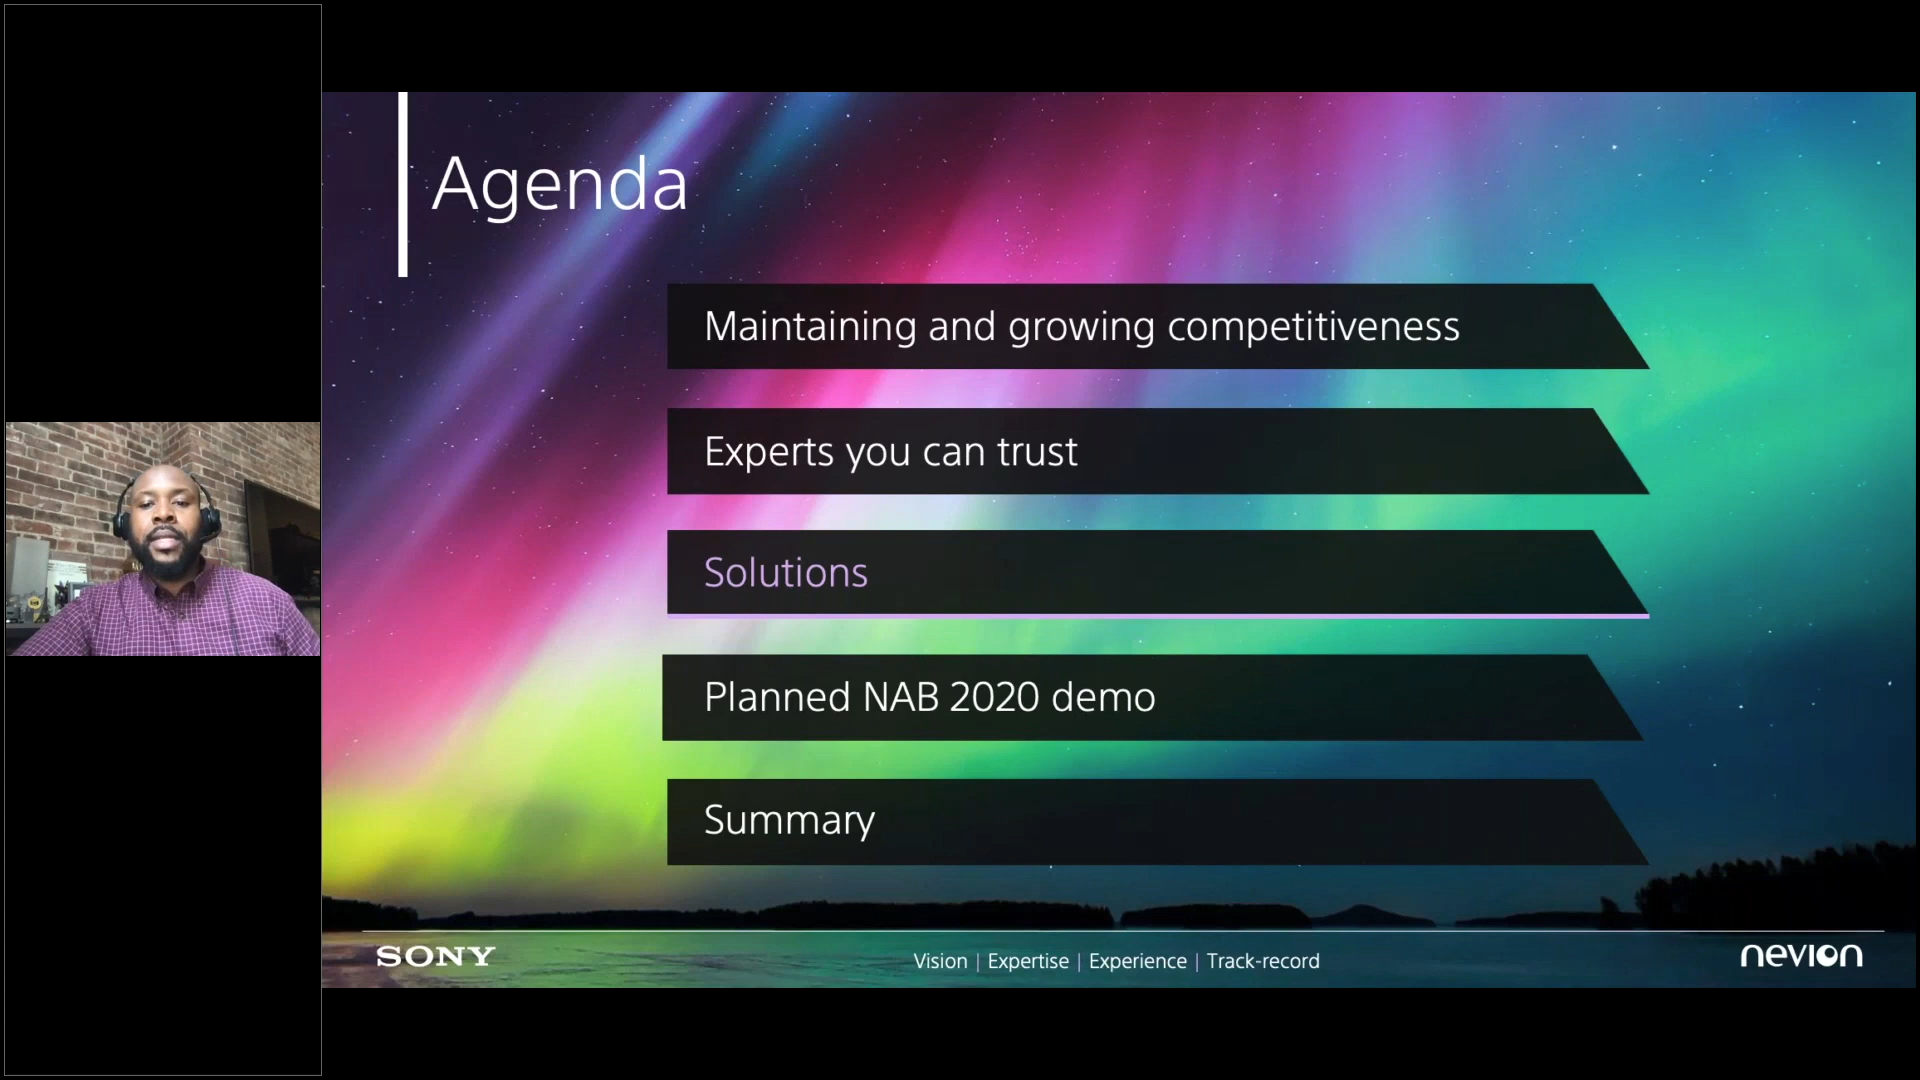 Agenda
Maintaining and growing competitiveness
Experts you can trust
Solutions
Planned NAB 2020 demo
Summary
SONY
Vision | Expertise | Experience | Track-record
nevion